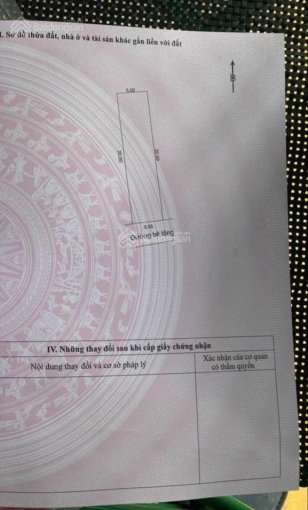 I. Sơ đồ thửa đất, nhà ở và tài sản khác gắn liền với đất
B
5.00
20.00
20.00
5.00
Đường bê tông
Batdongsan
IV. Những thay đổi sau khi cấp giấy chứng nhận
Nội dung thay đổi và cơ sở pháp lý
Xác nhận của cơ quan
có thẩm quyền